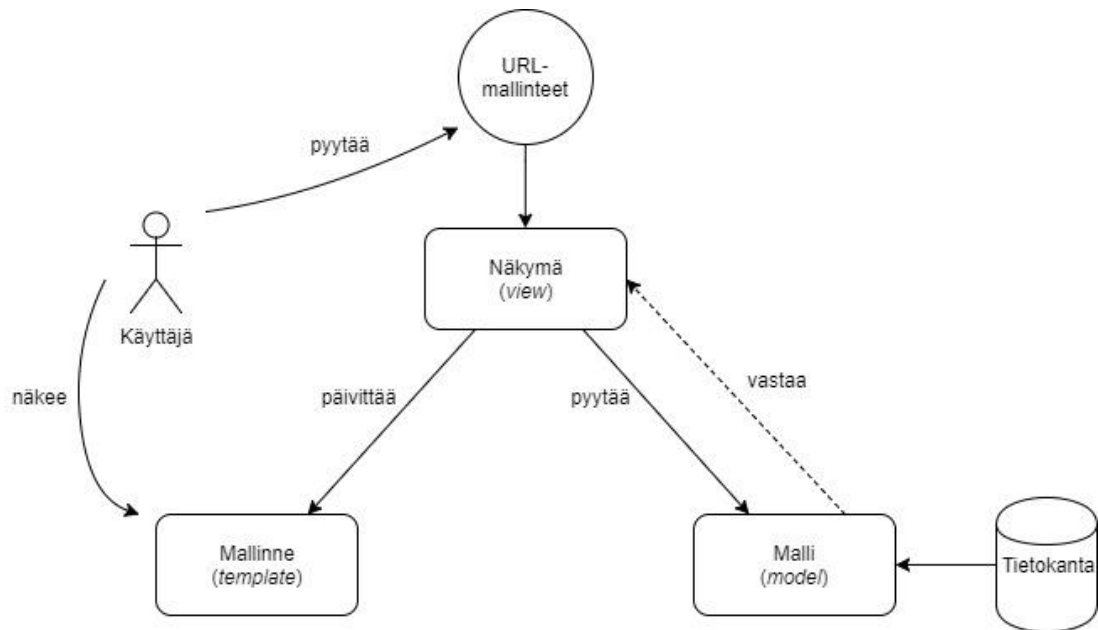 URL-
mallinteet
pyytää
Näkymä
(view)
Käyttäjä
näkee
päivittää
pyytää
vastaa
Mallinne
(template)
Malli
(model)
Tietokanta